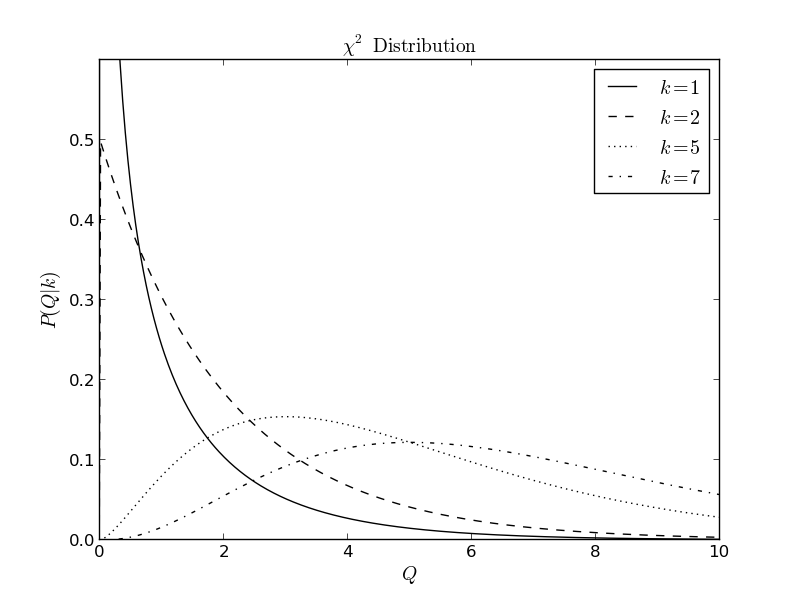 χ² Distribution
k=1
k=2
k=5
k=7
P(Q|k)
0.5
0.4
0.3
0.2
0.1
0.0
0 2 4 6 8 10
Q